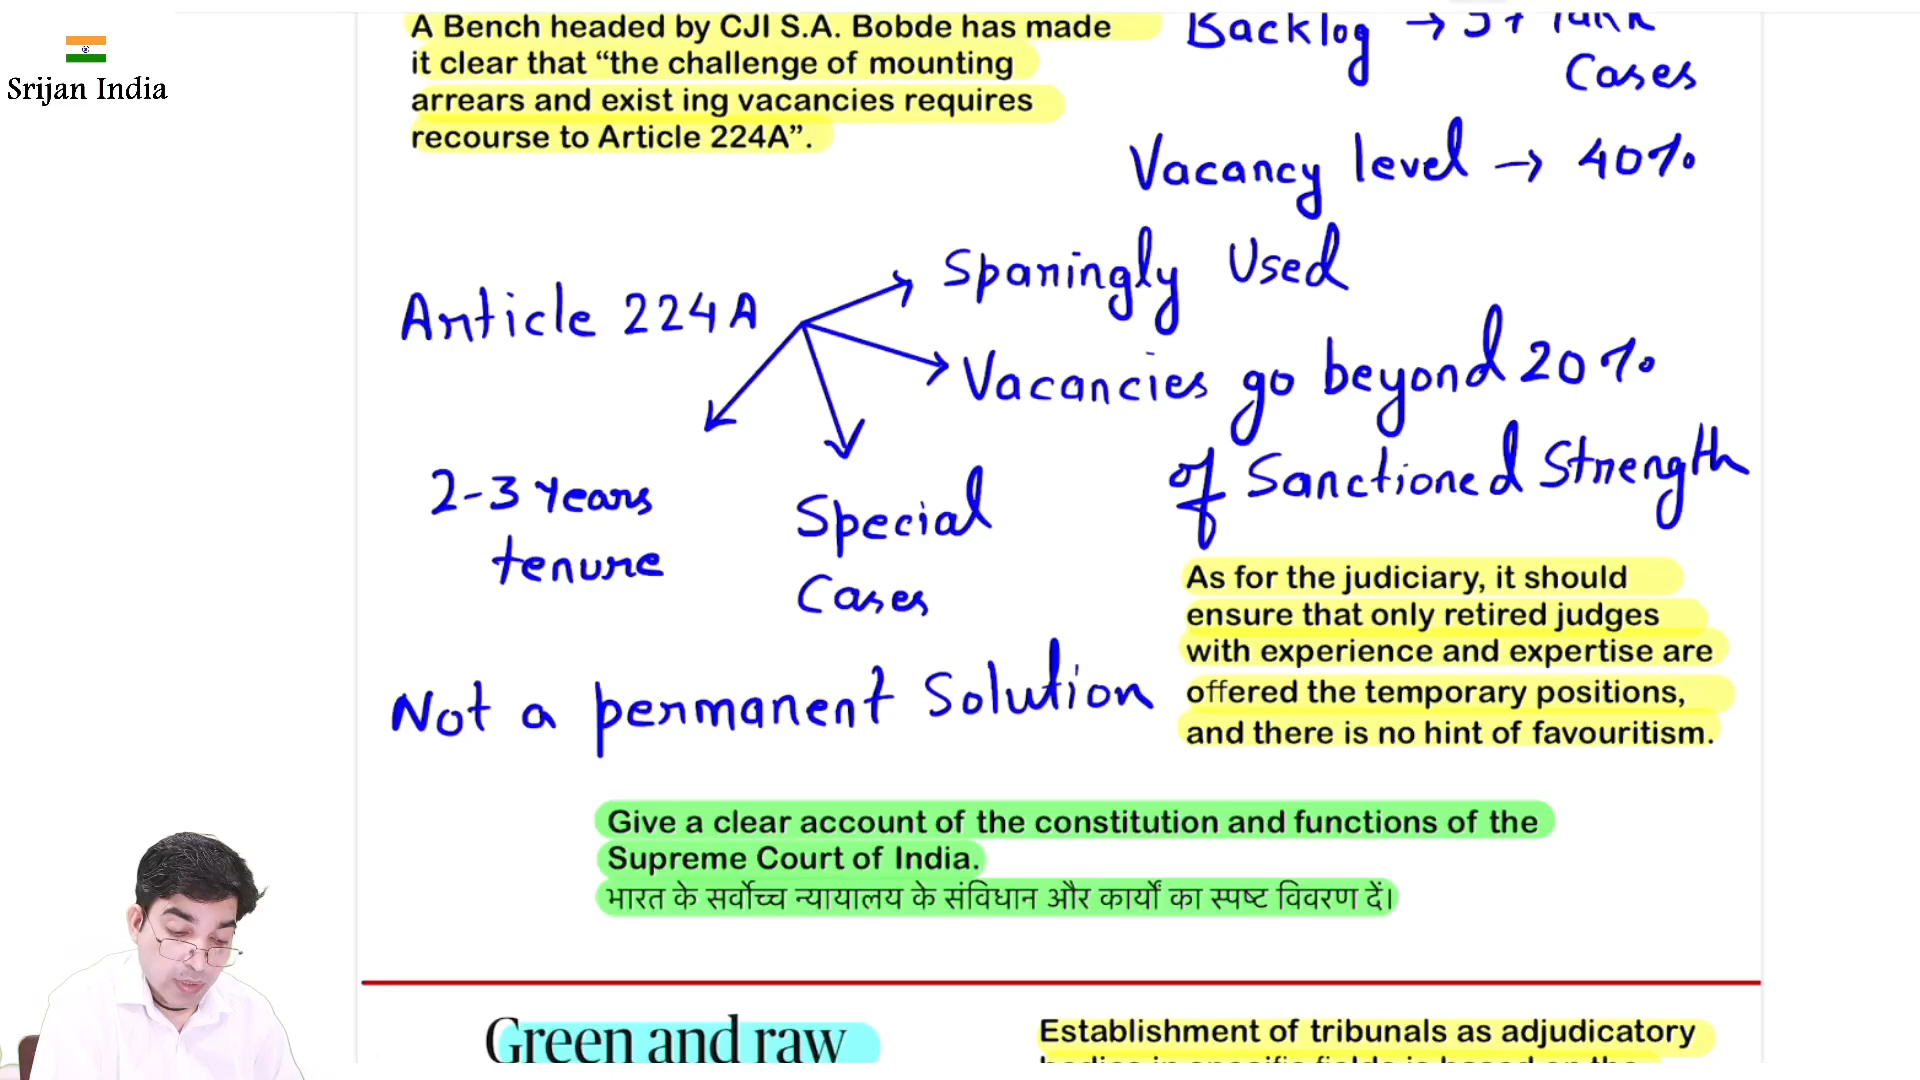 Srijan India
A Bench headed by CJI S.A. Bobde has made
it clear that “the challenge of mounting
arrears and exist ing vacancies requires
recourse to Article 224A”.
Backlog → 57 lakh
Cases
Vacancy level → 40%
Article 224A
Sparingly Used
Vacancies go beyond 20%
of Sanctioned Strength
2-3 Years
tenure
Special
Cases
Not a permanent Solution
As for the judiciary, it should
ensure that only retired judges
with experience and expertise are
offered the temporary positions,
and there is no hint of favouritism.
Give a clear account of the constitution and functions of the
Supreme Court of India.
भारत के सर्वोच्च न्यायालय के संविधान और कार्यों का स्पष्ट विवरण दें।
Green and raw
Establishment of tribunals as adjudicatory